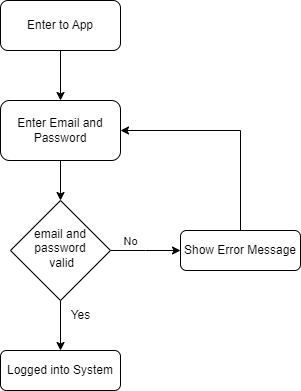 Enter to App
Enter Email and
Password
email and
password
valid
No
Show Error Message
Yes
Logged into System